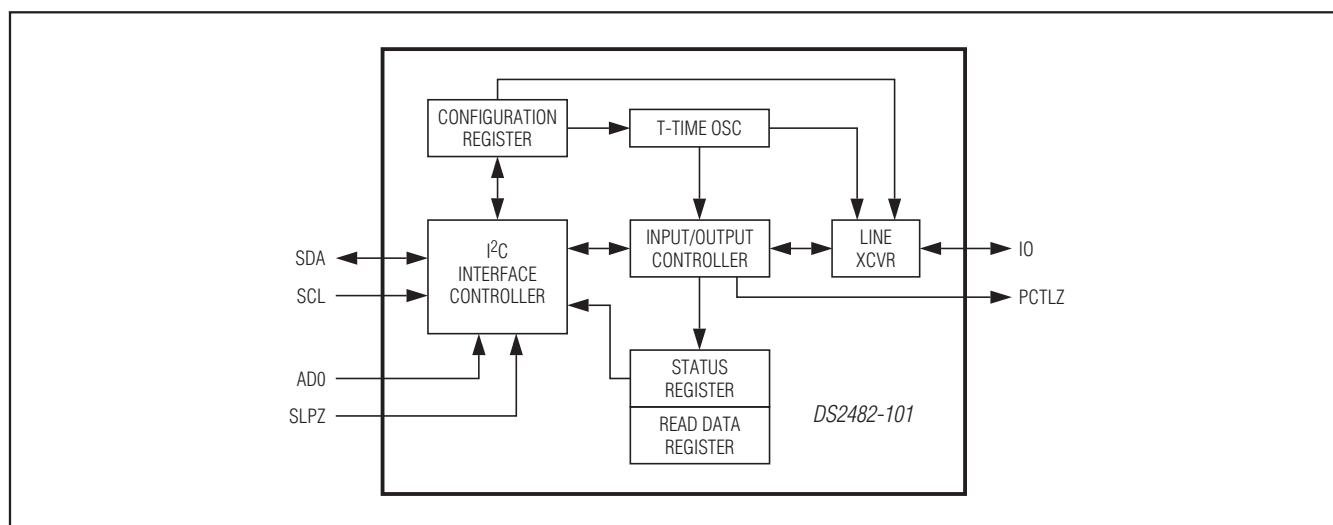 CONFIGURATION
REGISTER
T-TIME OSC
SDA
SCL
AD0
SLPZ
I²C
INTERFACE
CONTROLLER
INPUT/OUTPUT
CONTROLLER
LINE
XCVR
IO
PCTLZ
STATUS
REGISTER
READ DATA
REGISTER
DS2482-101